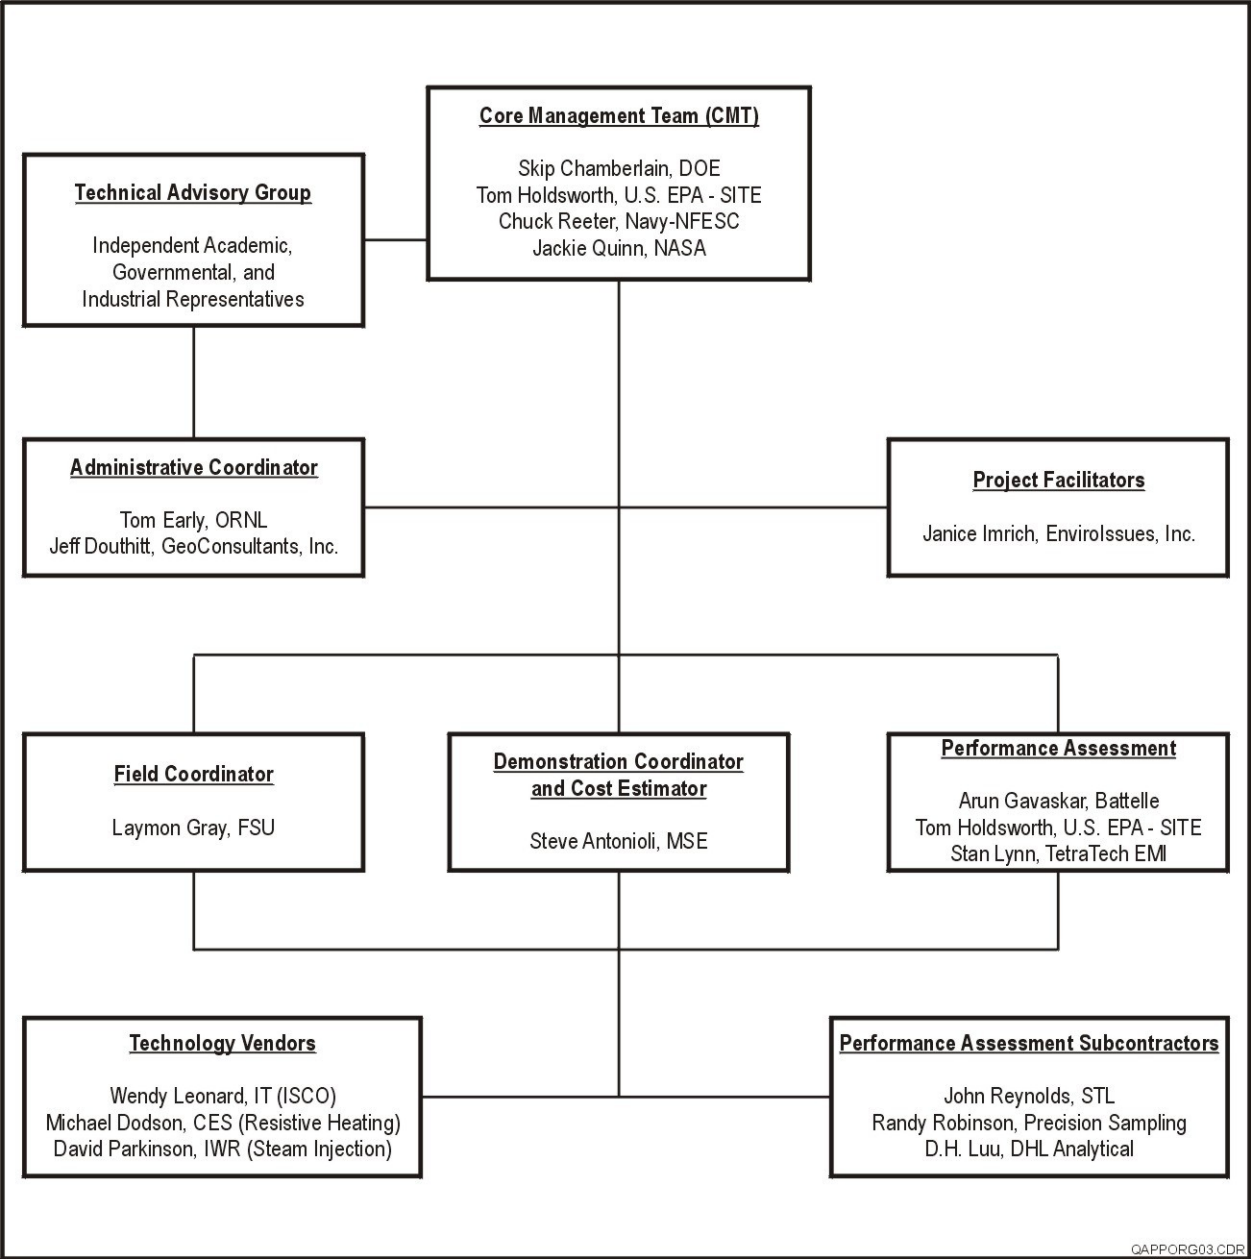 Core Management Team (CMT)
Skip Chamberlain, DOE
Tom Holdsworth, U.S. EPA - SITE
Chuck Reeter, Navy-NFESC
Jackie Quinn, NASA
Technical Advisory Group
Independent Academic,
Governmental, and
Industrial Representatives
Administrative Coordinator
Tom Early, ORNL
Jeff Douthitt, GeoConsultants, Inc.
Project Facilitators
Janice Imrich, EnviroIssues, Inc.
Field Coordinator
Laymon Gray, FSU
Demonstration Coordinator
and Cost Estimator
Steve Antonioli, MSE
Performance Assessment
Arun Gavaskar, Battelle
Tom Holdsworth, U.S. EPA - SITE
Stan Lynn, TetraTech EMI
Technology Vendors
Wendy Leonard, IT (ISCO)
Michael Dodson, CES (Resistive Heating)
David Parkinson, IWR (Steam Injection)
Performance Assessment Subcontractors
John Reynolds, STL
Randy Robinson, Precision Sampling
D.H. Luu, DHL Analytical
QAPPORG03.CDR